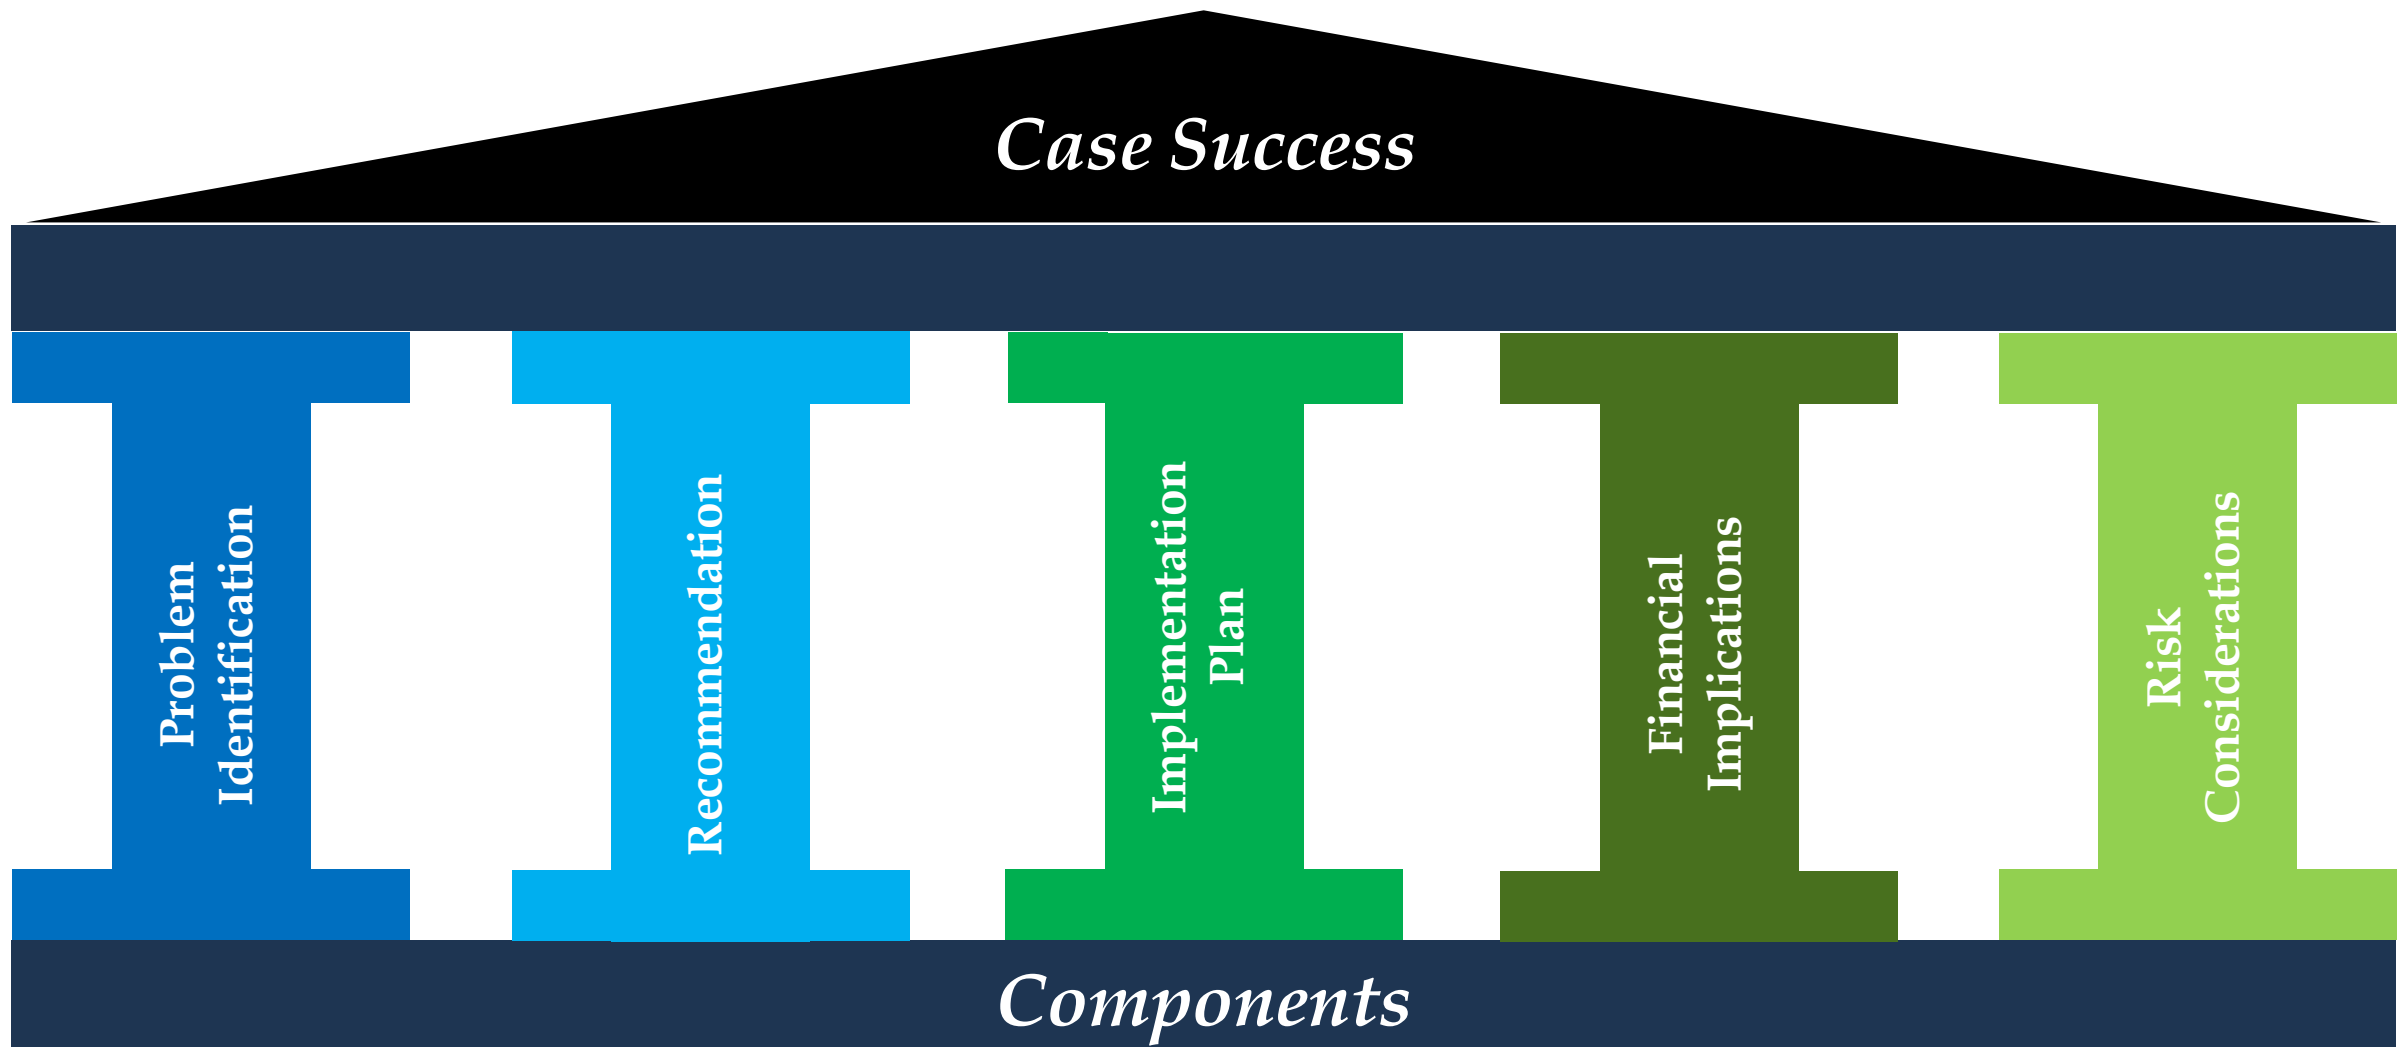 Case Success
Problem
Identification
Recommendation
Implementation
Plan
Financial
Implications
Risk
Considerations
Components